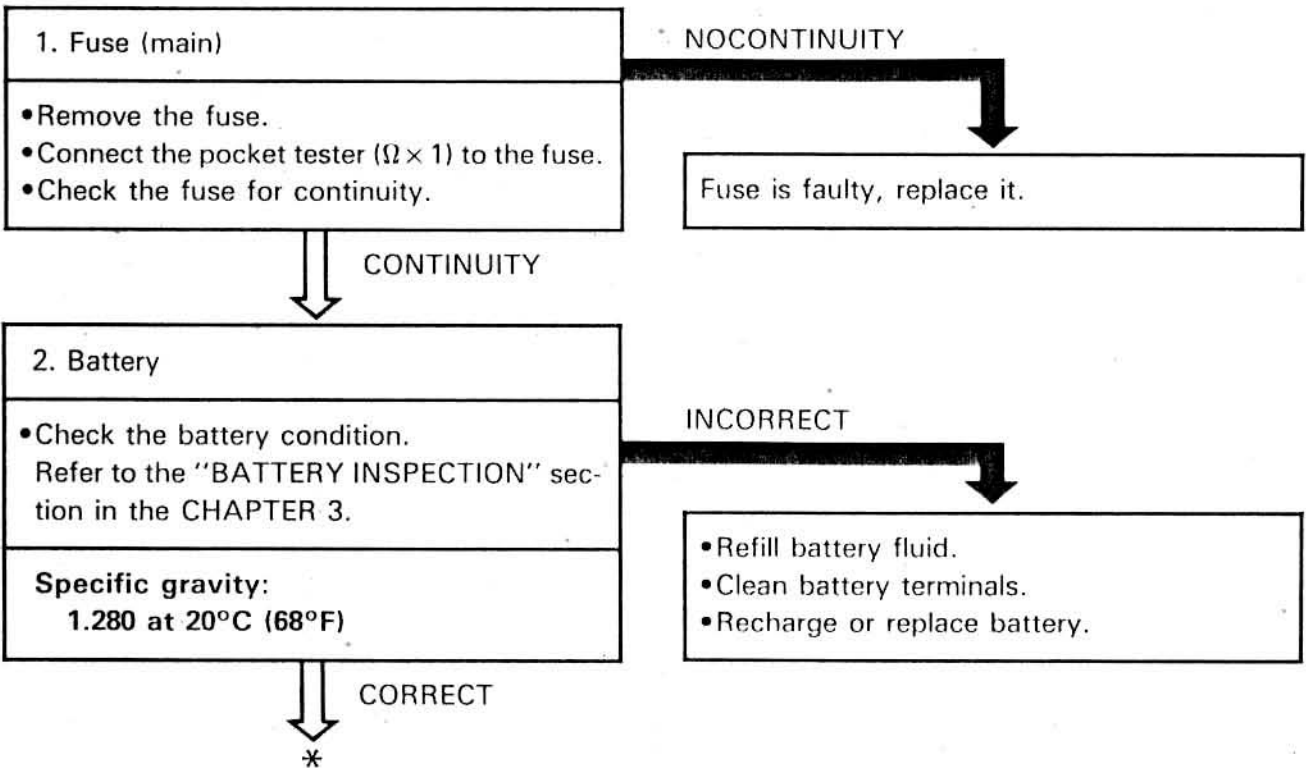 1. Fuse (main)
NOCONTINUITY
•Remove the fuse.
•Connect the pocket tester (Ω × 1) to the fuse.
•Check the fuse for continuity.
Fuse is faulty, replace it.
CONTINUITY
2. Battery
•Check the battery condition.
Refer to the "BATTERY INSPECTION" sec-
tion in the CHAPTER 3.
INCORRECT
Specific gravity:
1.280 at 20°C (68°F)
•Refill battery fluid.
•Clean battery terminals.
•Recharge or replace battery.
CORRECT
*